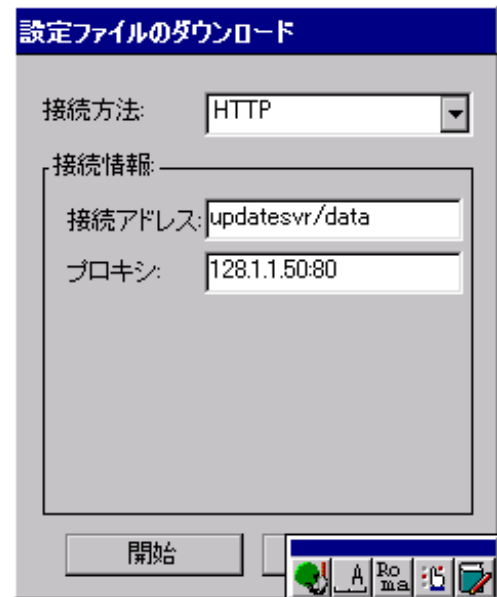 設定ファイルのダウンロード
接続方法: HTTP
接続情報:
接続アドレス: updatesvr/data
プロキシ: 128.1.1.50:80
開始
A Ro
ma